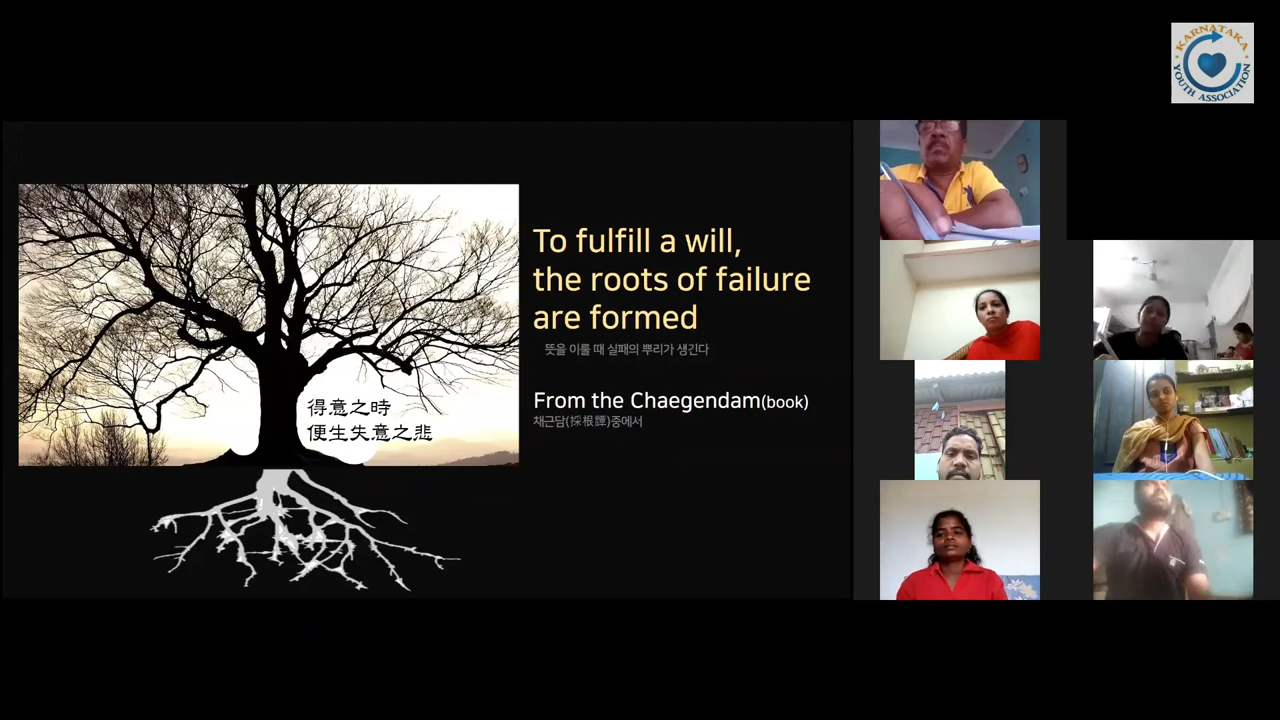 KARNATAKA
YOUTH ASSOCIATION
得意之時
便生失意之悲
To fulfill a will,
the roots of failure
are formed
뜻을 이룰 때 실패의 뿌리가 생긴다
From the Chaegendam(book)
채근담(採根譚)중에서